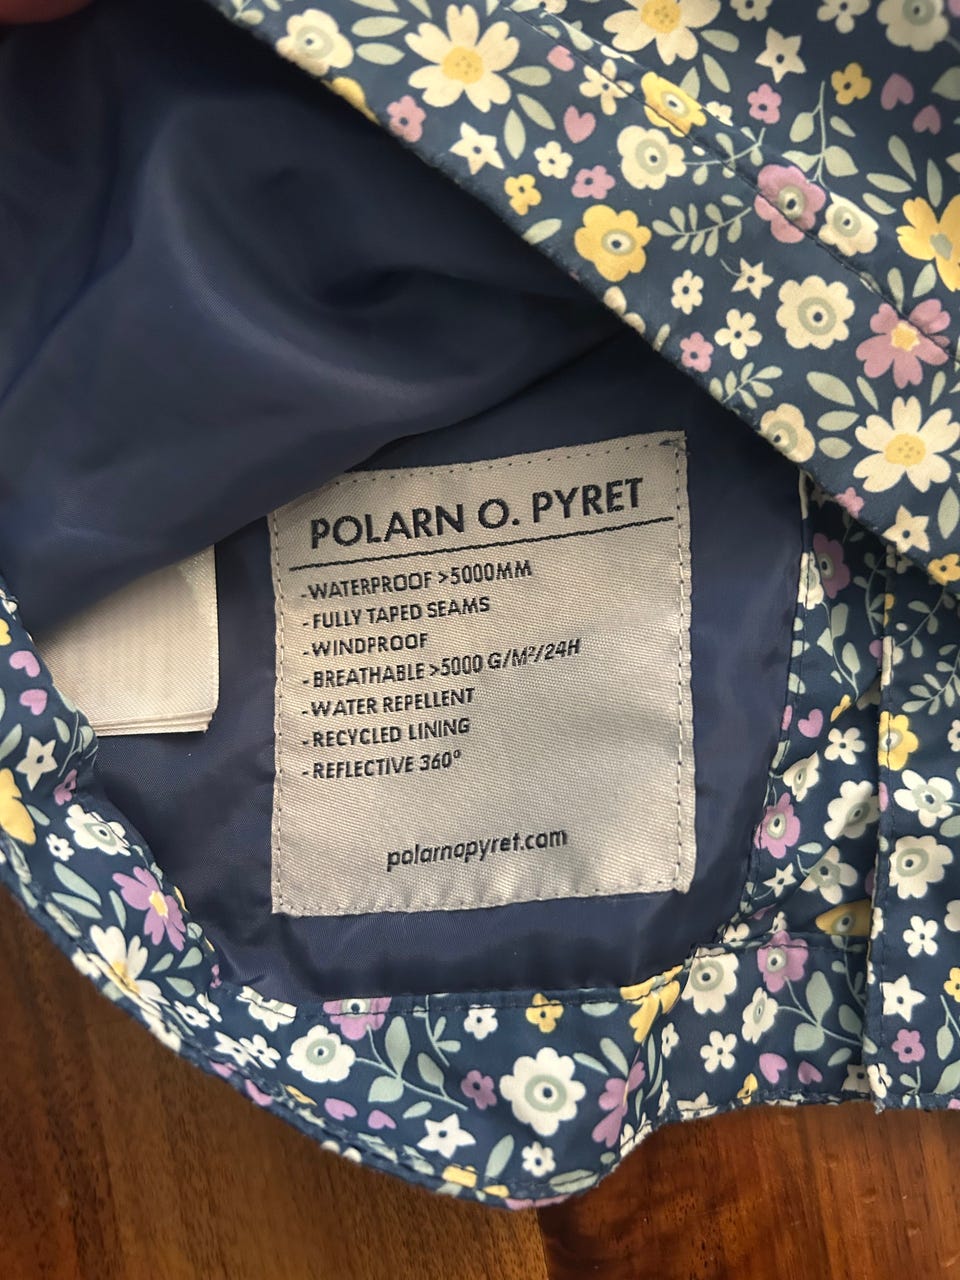 POLARN O. PYRET
-WATERPROOF >5000MM
-FULLY TAPED SEAMS
-WINDPROOF
-BREATHABLE >5000 G/M²/24H
-WATER REPELLENT
-RECYCLED LINING
-REFLECTIVE 360°
polarnopyret.com